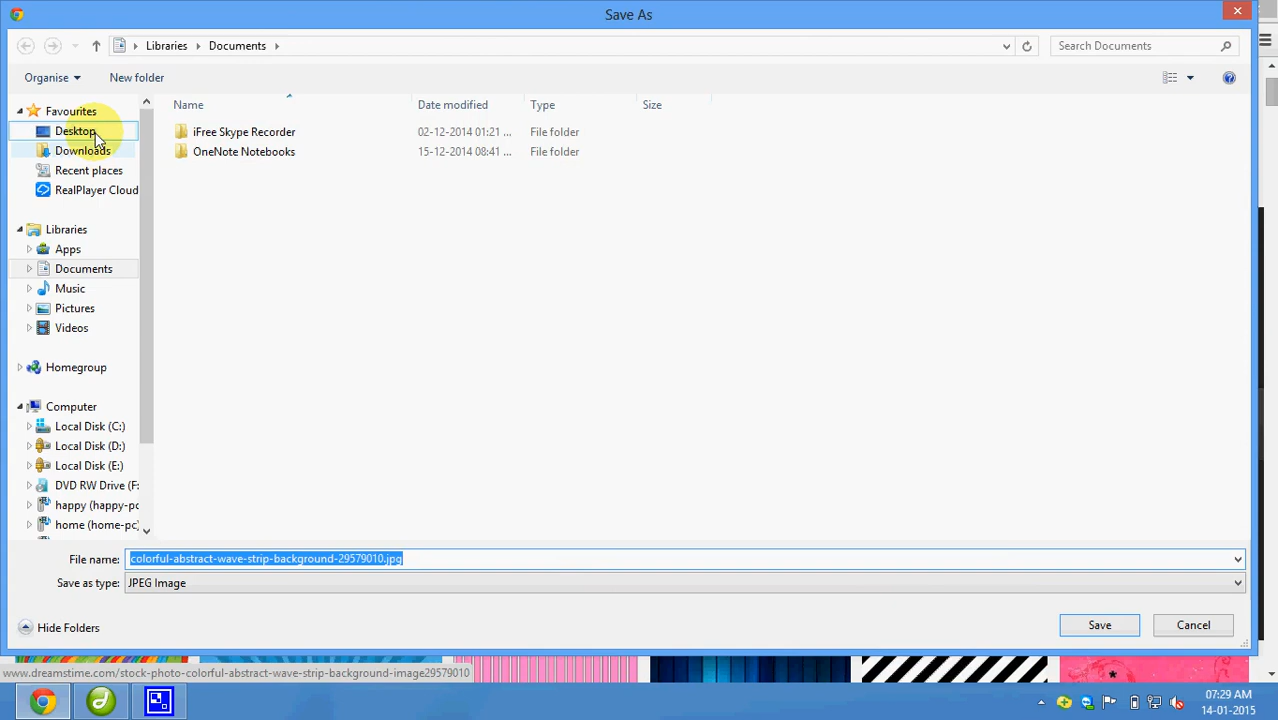 Save As
Libraries Documents
Search Documents
Organise New folder
Name Date modified Type Size
Favourites
Desktop
Downloads
Recent places
RealPlayer Cloud
iFree Skype Recorder 02-12-2014 01:21 ... File folder
OneNote Notebooks 15-12-2014 08:41 ... File folder
Libraries
Apps
Documents
Music
Pictures
Videos
Homegroup
Computer
Local Disk (C:)
Local Disk (D:)
Local Disk (E:)
DVD RW Drive (F:
happy (happy-pc
home (home-pc)
File name: colorful-abstract-wave-strip-background-29579010.jpg
Save as type: JPEG Image
Hide Folders
Save Cancel
www.dreamstime.com/stock-photo-colorful-abstract-wave-strip-background-image29579010
07:29 AM
14-01-2015